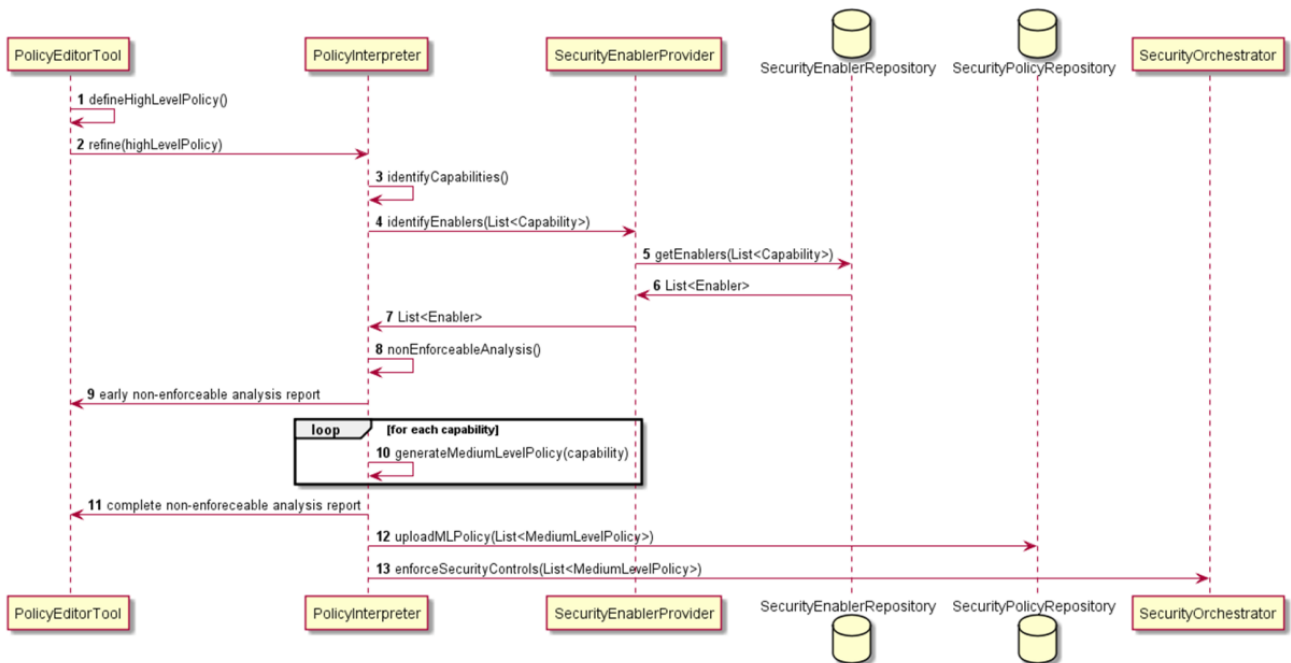 PolicyEditorTool
PolicyInterpreter
SecurityEnablerProvider
SecurityEnablerRepository
SecurityPolicyRepository
SecurityOrchestrator
1 defineHighLevelPolicy()
2 refine(highLevelPolicy)
3 identifyCapabilities()
4 identifyEnablers(List<Capability>)
5 getEnablers(List<Capability>)
6 List<Enabler>
7 List<Enabler>
8 nonEnforceableAnalysis()
9 early non-enforceable analysis report
loop [for each capability]
10 generateMediumLevelPolicy(capability)
11 complete non-enforeceable analysis report
12 uploadMLPolicy(List<MediumLevelPolicy>)
13 enforceSecurityControls(List<MediumLevelPolicy>)
PolicyEditorTool
PolicyInterpreter
SecurityEnablerProvider
SecurityEnablerRepository
SecurityPolicyRepository
SecurityOrchestrator